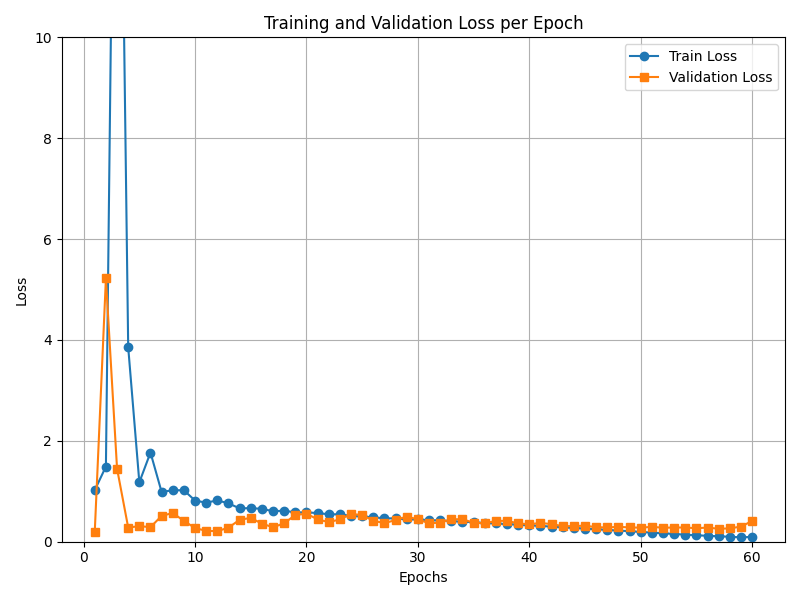 Training and Validation Loss per Epoch
Train Loss
Validation Loss
Loss
10
8
6
4
2
0
0 10 20 30 40 50 60
Epochs